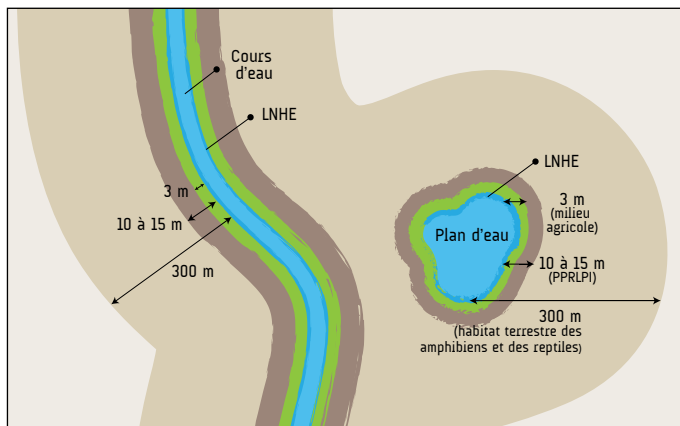 Cours
d'eau
LNHE
3 m
10 à 15 m
300 m
LNHE
3 m
(milieu
agricole)
Plan d'eau
10 à 15 m
(PPRLPI)
300 m
(habitat terrestre des
amphibiens et des reptiles)